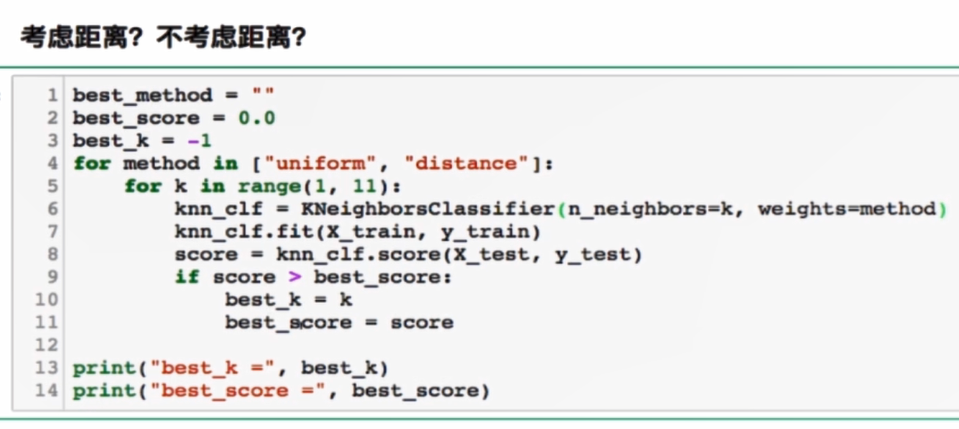 考虑距离？不考虑距离？
1 best_method = ""
2 best_score = 0.0
3 best_k = -1
4 for method in ["uniform", "distance"]:
5     for k in range(1, 11):
6         knn_clf = KNeighborsClassifier(n_neighbors=k, weights=method)
7         knn_clf.fit(X_train, y_train)
8         score = knn_clf.score(X_test, y_test)
9         if score > best_score:
10             best_k = k
11             best_score = score
12
13 print("best_k =", best_k)
14 print("best_score =", best_score)